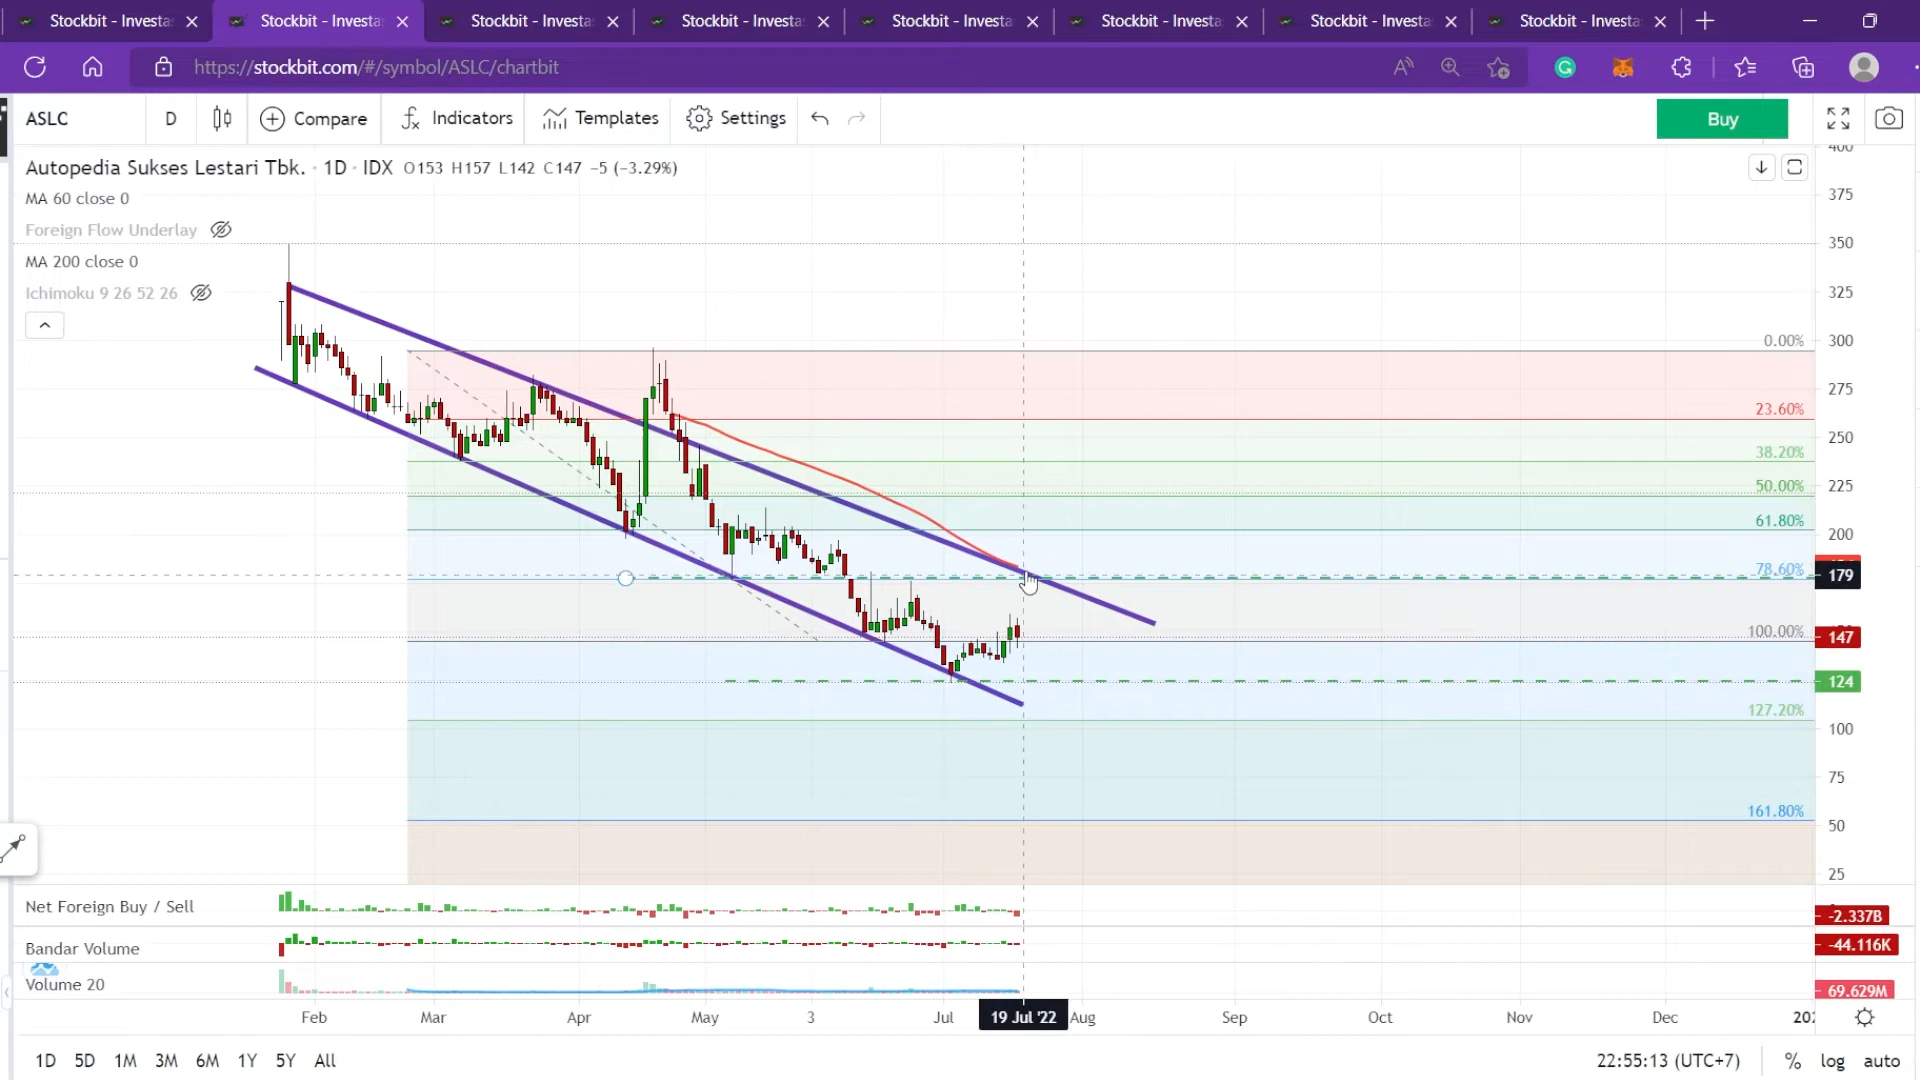 Stockbit - Investas
Stockbit - Investas
Stockbit - Investas
Stockbit - Investas
Stockbit - Investa
Stockbit - Investa
Stockbit - Investa
Stockbit - Investa
https://stockbit.com/#/symbol/ASLC/chartbit
ASLC D Compare Indicators Templates Settings Buy
Autopedia Sukses Lestari Tbk. · 1D · IDX O153 H157 L142 C147 −5 (−3.29%)
MA 60 close 0
Foreign Flow Underlay
MA 200 close 0
Ichimoku 9 26 52 26
400
375
350
325
300
275
250
225
200
179
147
124
100
75
50
25
0.00%
23.60%
38.20%
50.00%
61.80%
78.60%
100.00%
127.20%
161.80%
Net Foreign Buy / Sell
-2.337B
Bandar Volume
-44.116K
Volume 20
69.629M
Feb Mar Apr May 3 Jul 19 Jul '22 Aug Sep Oct Nov Dec 202
1D 5D 1M 3M 6M 1Y 5Y All 22:55:13 (UTC+7) % log auto